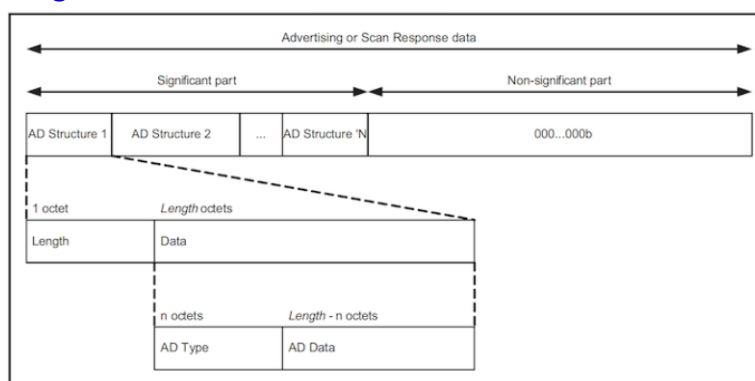 Advertising or Scan Response data
Significant part Non-significant part
AD Structure 1 AD Structure 2 ... AD Structure 'N 000...000b
1 octet Length octets
Length Data
n octets Length - n octets
AD Type AD Data